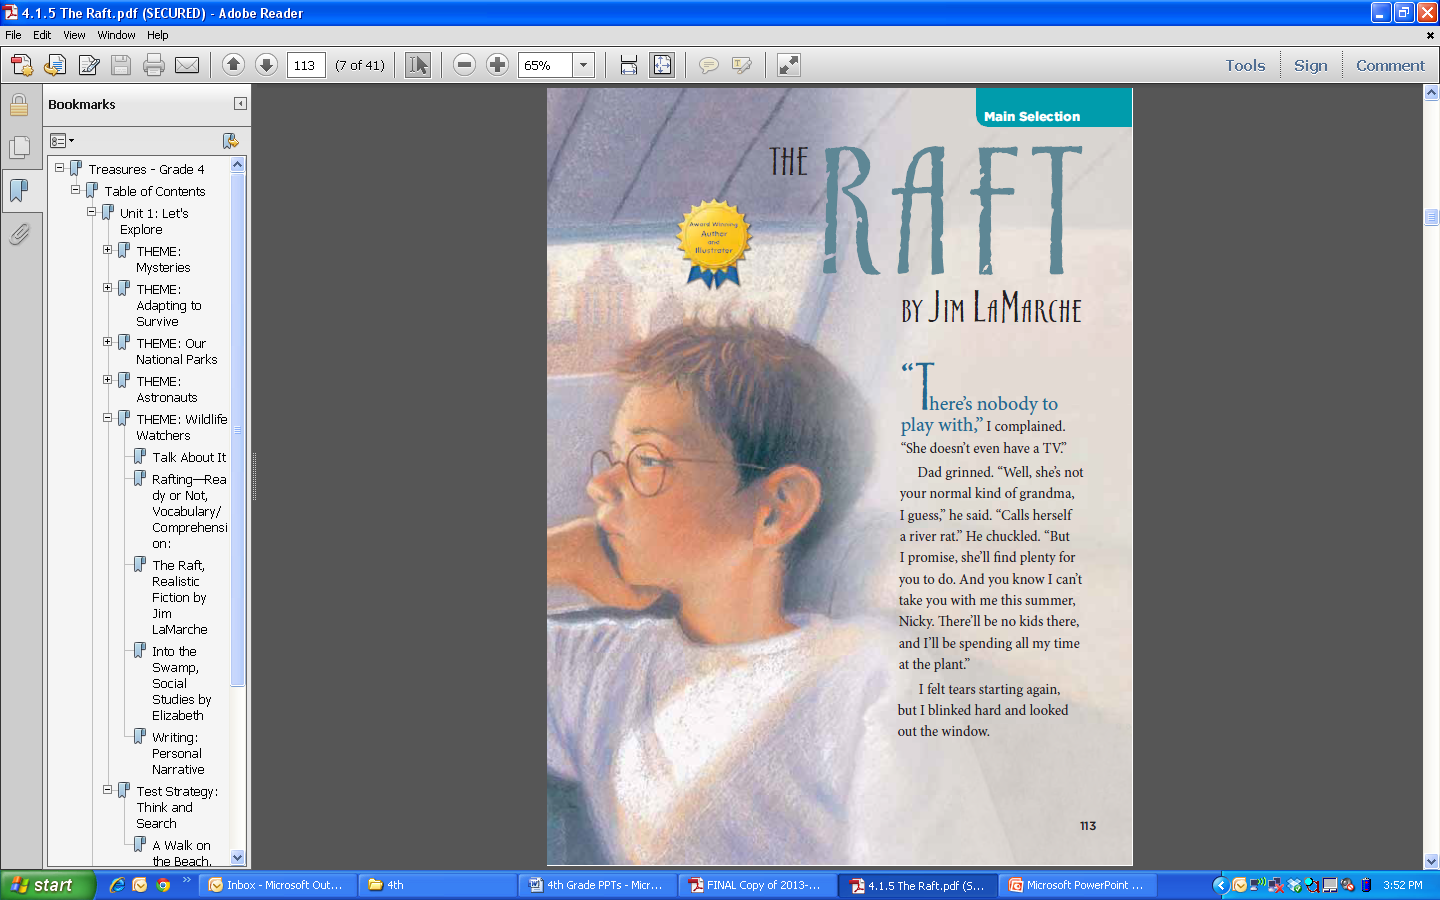 4.1.5 The Raft.pdf (SECURED) - Adobe Reader
File Edit View Window Help
113 (7 of 41) 65% Tools Sign Comment
Bookmarks
Treasures - Grade 4
Table of Contents
Unit 1: Let's
Explore
THEME:
Mysteries
THEME:
Adapting to
Survive
THEME: Our
National Parks
THEME:
Astronauts
THEME: Wildlife
Watchers
Talk About It
Rafting—Rea
dy or Not,
Vocabulary/
Comprehensi
on:
The Raft,
Realistic
Fiction by
Jim
LaMarche
Into the
Swamp,
Social
Studies by
Elizabeth
Writing:
Personal
Narrative
Test Strategy:
Think and
Search
A Walk on
the Beach,
Main Selection
THE RAFT
Award Winning
Author
and
Illustrator
BY JIM LAMARCHE
“There’s nobody to
play with,” I complained.
“She doesn’t even have a TV.”
Dad grinned. “Well, she’s not
your normal kind of grandma,
I guess,” he said. “Calls herself
a river rat.” He chuckled. “But
I promise, she’ll find plenty for
you to do. And you know I can’t
take you with me this summer,
Nicky. There’ll be no kids there,
and I’ll be spending all my time
at the plant.”
I felt tears starting again,
but I blinked hard and looked
out the window.
113
start Inbox - Microsoft Out... 4th 4th Grade PPTs - Micr... FINAL Copy of 2013-... 4.1.5 The Raft.pdf (S... Microsoft PowerPoint ... 3:52 PM